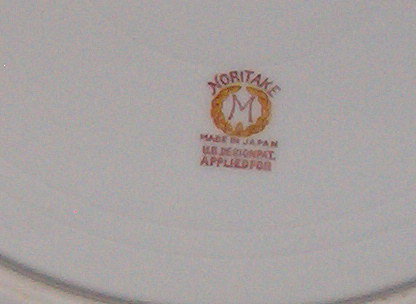 NORITAKE
M
MADE IN JAPAN
U.S. DESIGN PAT.
APPLIED FOR